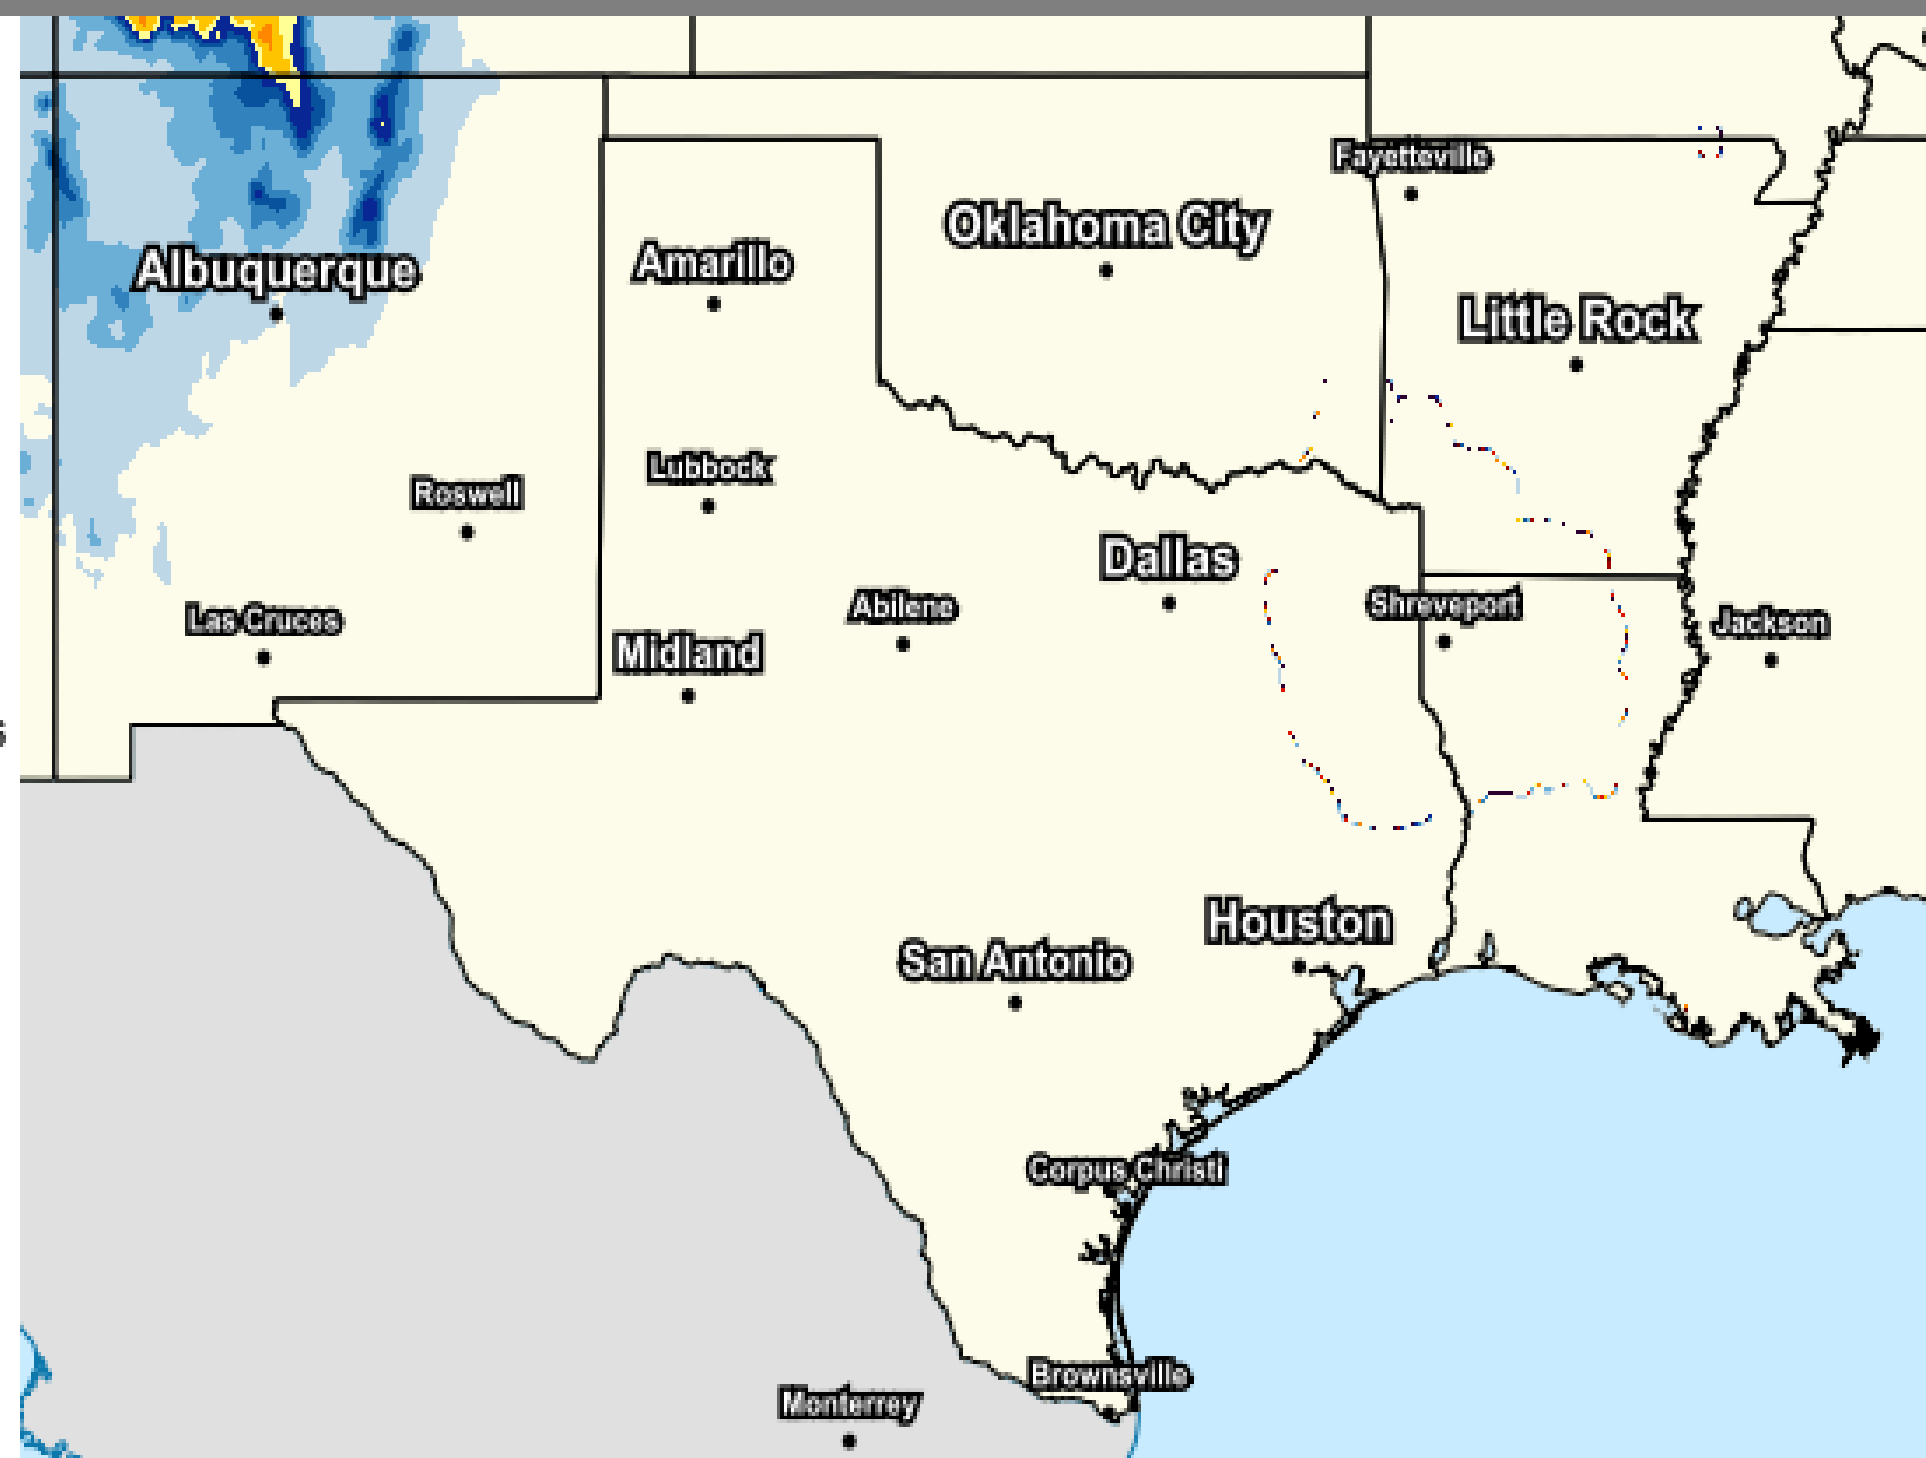 Fayetteville
Oklahoma City
Albuquerque
Amarillo
Little Rock
Lubbock
Roswell
Dallas
Shreveport
Abilene
Las Cruces
Jackson
Midland
Houston
San Antonio
Corpus Christi
Brownsville
Monterrey